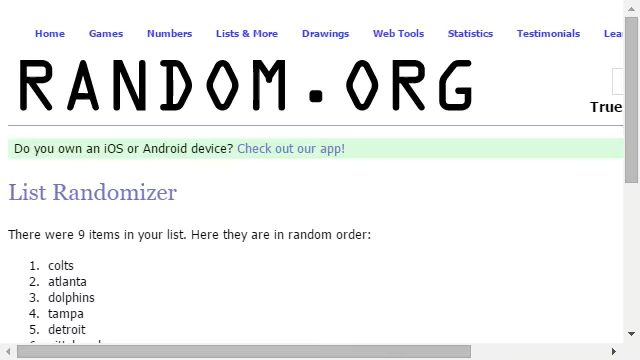 Home Games Numbers Lists & More Drawings Web Tools Statistics Testimonials
RANDOM.ORG
True
Do you own an iOS or Android device? Check out our app!
List Randomizer
There were 9 items in your list. Here they are in random order:
1. colts
2. atlanta
3. dolphins
4. tampa
5. detroit